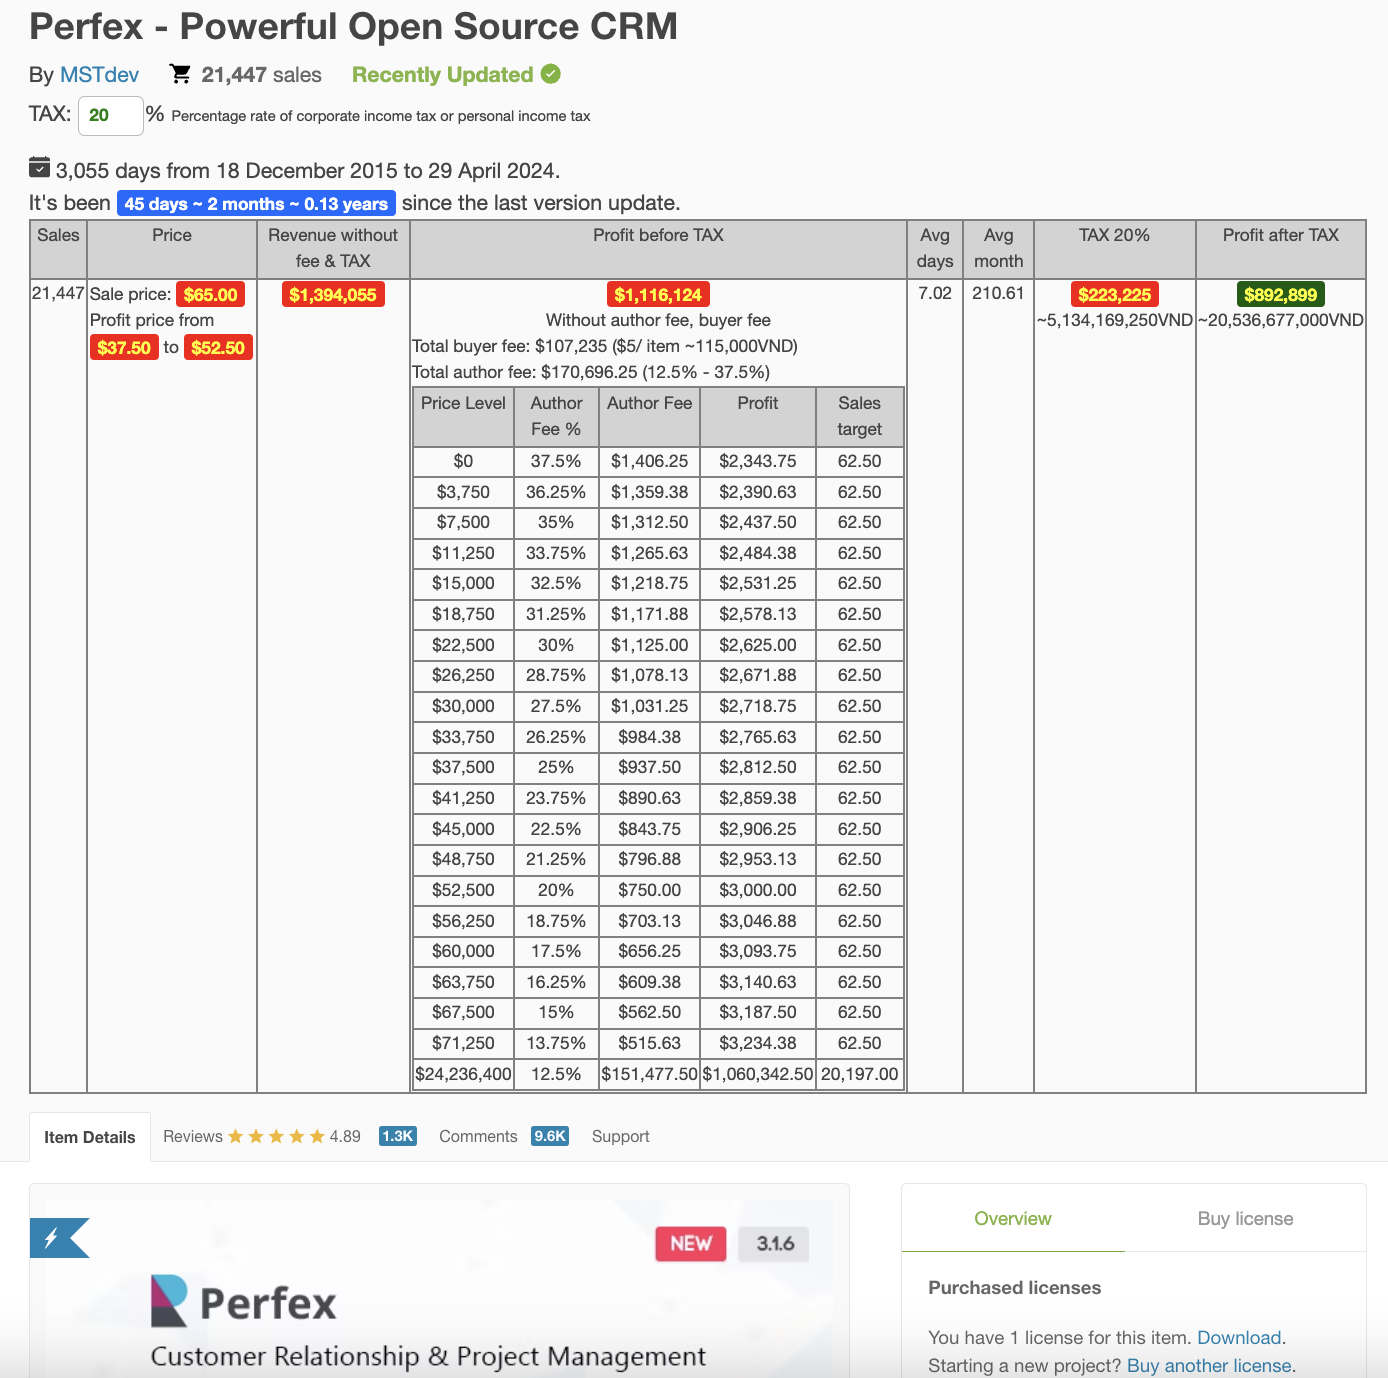 Perfex - Powerful Open Source CRM
By MSTdev 21,447 sales Recently Updated
TAX: 20 % Percentage rate of corporate income tax or personal income tax
3,055 days from 18 December 2015 to 29 April 2024.
It's been 45 days ~ 2 months ~ 0.13 years since the last version update.
Sales Price Revenue without fee & TAX Profit before TAX Avg days Avg month TAX 20% Profit after TAX
21,447 Sale price: $65.00 $1,394,055 $1,116,124 7.02 210.61 $223,225 $892,899
Profit price from Without author fee, buyer fee ~5,134,169,250VND ~20,536,677,000VND
$37.50 to $52.50 Total buyer fee: $107,235 ($5/ item ~115,000VND)
Total author fee: $170,696.25 (12.5% - 37.5%)
Price Level Author Fee % Author Fee Profit Sales target
$0 37.5% $1,406.25 $2,343.75 62.50
$3,750 36.25% $1,359.38 $2,390.63 62.50
$7,500 35% $1,312.50 $2,437.50 62.50
$11,250 33.75% $1,265.63 $2,484.38 62.50
$15,000 32.5% $1,218.75 $2,531.25 62.50
$18,750 31.25% $1,171.88 $2,578.13 62.50
$22,500 30% $1,125.00 $2,625.00 62.50
$26,250 28.75% $1,078.13 $2,671.88 62.50
$30,000 27.5% $1,031.25 $2,718.75 62.50
$33,750 26.25% $984.38 $2,765.63 62.50
$37,500 25% $937.50 $2,812.50 62.50
$41,250 23.75% $890.63 $2,859.38 62.50
$45,000 22.5% $843.75 $2,906.25 62.50
$48,750 21.25% $796.88 $2,953.13 62.50
$52,500 20% $750.00 $3,000.00 62.50
$56,250 18.75% $703.13 $3,046.88 62.50
$60,000 17.5% $656.25 $3,093.75 62.50
$63,750 16.25% $609.38 $3,140.63 62.50
$67,500 15% $562.50 $3,187.50 62.50
$71,250 13.75% $515.63 $3,234.38 62.50
$24,236,400 12.5% $151,477.50 $1,060,342.50 20,197.00
Item Details Reviews 4.89 1.3K Comments 9.6K Support
NEW 3.1.6
Perfex
Customer Relationship & Project Management
Overview Buy license
Purchased licenses
You have 1 license for this item. Download.
Starting a new project? Buy another license.